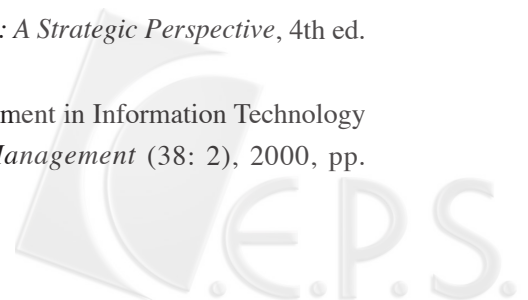 : A Strategic Perspective, 4th ed.
ment in Information Technology
Management (38: 2), 2000, pp.
C.E.P.S.